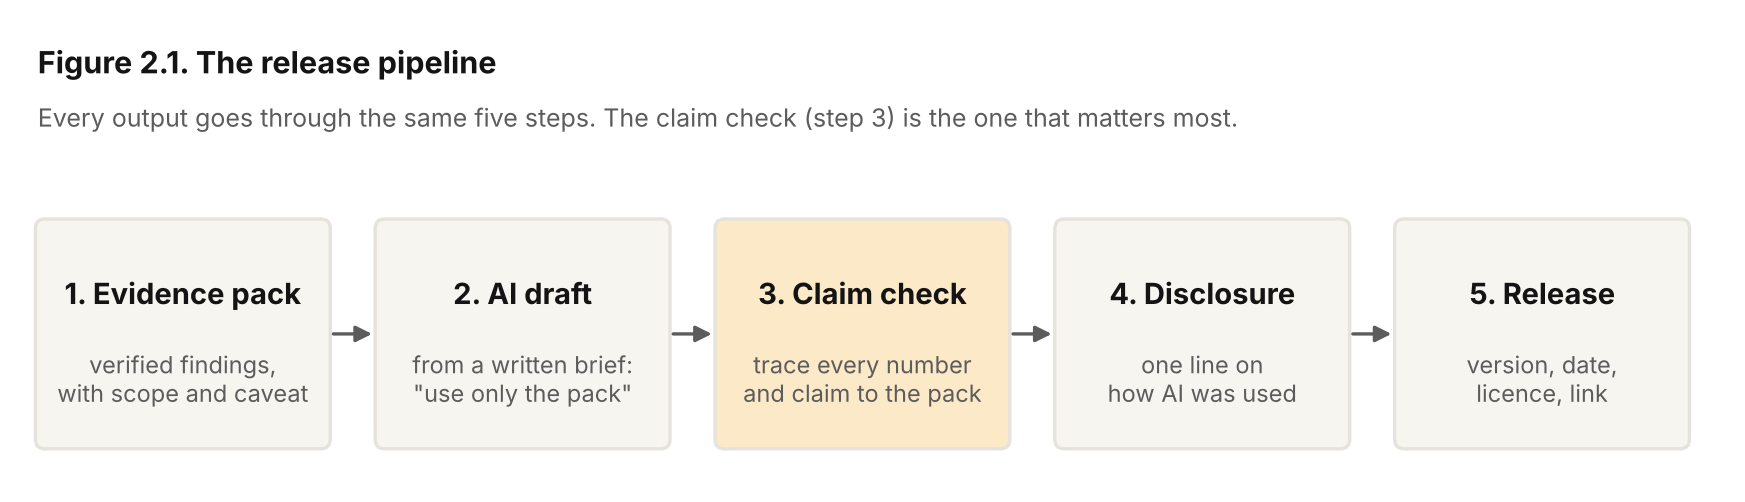 Figure 2.1. The release pipeline
Every output goes through the same five steps. The claim check (step 3) is the one that matters most.
1. Evidence pack
verified findings,
with scope and caveat
2. AI draft
from a written brief:
"use only the pack"
3. Claim check
trace every number
and claim to the pack
4. Disclosure
one line on
how AI was used
5. Release
version, date,
licence, link